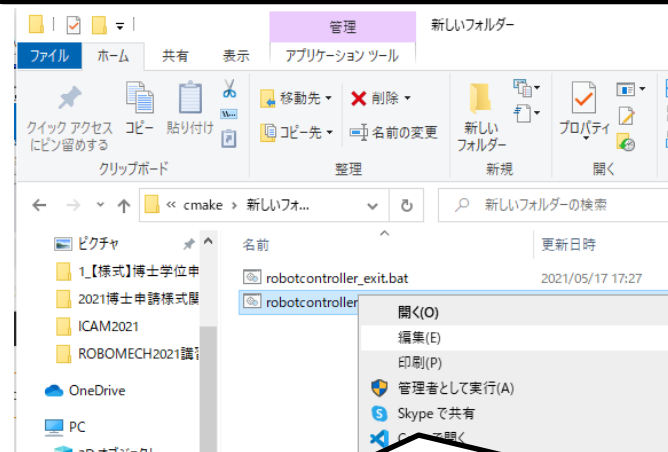 管理
新しいフォルダー
ファイル ホーム 共有 表示 アプリケーション ツール
クイック アクセス
にピン留めする
コピー
貼り付け
移動先
コピー先
削除
名前の変更
新しい
フォルダー
プロパティ
クリップボード 整理 新規 開く
« cmake › 新しいフォ...
新しいフォルダーの検索
ピクチャ
1_【様式】博士学位申
2021博士申請様式関
ICAM2021
ROBOMECH2021講習
OneDrive
PC
名前 更新日時
robotcontroller_exit.bat 2021/05/17 17:27
robotcontroller
開く(O)
編集(E)
印刷(P)
管理者として実行(A)
Skype で共有
で開く